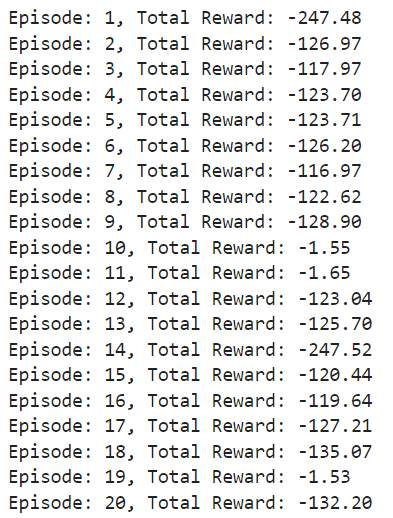 Episode: 1, Total Reward: -247.48
Episode: 2, Total Reward: -126.97
Episode: 3, Total Reward: -117.97
Episode: 4, Total Reward: -123.70
Episode: 5, Total Reward: -123.71
Episode: 6, Total Reward: -126.20
Episode: 7, Total Reward: -116.97
Episode: 8, Total Reward: -122.62
Episode: 9, Total Reward: -128.90
Episode: 10, Total Reward: -1.55
Episode: 11, Total Reward: -1.65
Episode: 12, Total Reward: -123.04
Episode: 13, Total Reward: -125.70
Episode: 14, Total Reward: -247.52
Episode: 15, Total Reward: -120.44
Episode: 16, Total Reward: -119.64
Episode: 17, Total Reward: -127.21
Episode: 18, Total Reward: -135.07
Episode: 19, Total Reward: -1.53
Episode: 20, Total Reward: -132.20